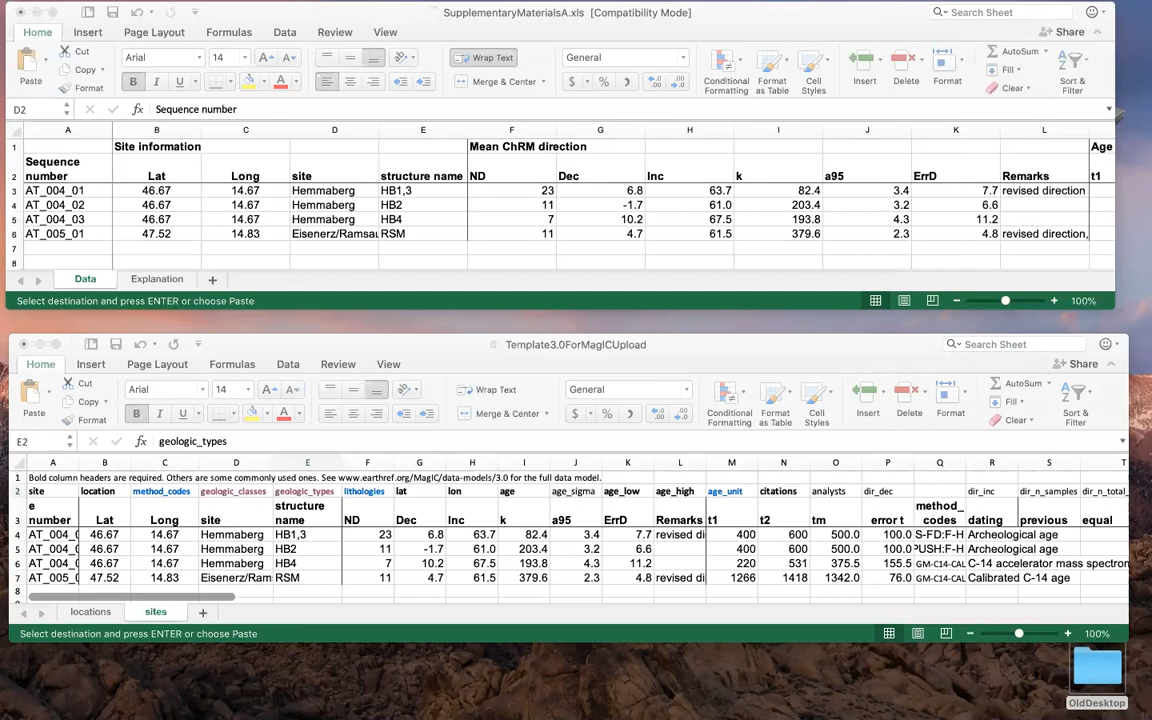 SupplementaryMaterialsA.xls [Compatibility Mode]
Search Sheet
Home Insert Page Layout Formulas Data Review View
Share
Paste
Cut
Copy
Format
Arial 14
B I U
Wrap Text
Merge & Center
General
Conditional Formatting
Format as Table
Cell Styles
Insert Delete Format
AutoSum
Fill
Clear
Sort & Filter
D2 fx Sequence number
A B C D E F G H I J K L
1 Site information Mean ChRM direction Age
2 Sequence number Lat Long site structure name ND Dec Inc k a95 ErrD Remarks t1
3 AT_004_01 46.67 14.67 Hemmaberg HB1,3 23 6.8 63.7 82.4 3.4 7.7 revised direction
4 AT_004_02 46.67 14.67 Hemmaberg HB2 11 -1.7 61.0 203.4 3.2 6.6
5 AT_004_03 46.67 14.67 Hemmaberg HB4 7 10.2 67.5 193.8 4.3 11.2
6 AT_005_01 47.52 14.83 Eisenerz/Ramsau RSM 11 4.7 61.5 379.6 2.3 4.8 revised direction,
7
8
Data Explanation +
Select destination and press ENTER or choose Paste 100%
Template3.0ForMagICUpload
Search Sheet
Home Insert Page Layout Formulas Data Review View
Share
Paste
Cut
Copy
Format
Arial 14
B I U
Wrap Text
Merge & Center
General
Conditional Formatting
Format as Table
Cell Styles
Insert Delete Format
AutoSum
Fill
Clear
Sort & Filter
E2 fx geologic_types
A B C D E F G H I J K L M N O P Q R S T
1 Bold column headers are required. Others are some commonly used ones. See www.earthref.org/MagIC/data-models/3.0 for the full data model.
2 site location method_codes geologic_classes geologic_types lithologies lat lon age age_sigma age_low age_high age_unit citations analysts dir_dec dir_inc dir_n_samples dir_n_total_
3 e number Lat Long site structure name ND Dec Inc k a95 ErrD Remarks t1 t2 tm error t method_codes dating previous equal
4 AT_004_0 46.67 14.67 Hemmaberg HB1,3 23 6.8 63.7 82.4 3.4 7.7 revised di 400 600 500.0 100.0 S-FD:F-H Archeological age
5 AT_004_0 46.67 14.67 Hemmaberg HB2 11 -1.7 61.0 203.4 3.2 6.6 400 600 500.0 100.0 PUSH:F-H Archeological age
6 AT_004_0 46.67 14.67 Hemmaberg HB4 7 10.2 67.5 193.8 4.3 11.2 220 531 375.5 155.5 GM-C14-CAL C-14 accelerator mass spectron
7 AT_005_0 47.52 14.83 Eisenerz/Ram RSM 11 4.7 61.5 379.6 2.3 4.8 revised di 1266 1418 1342.0 76.0 GM-C14-CAL Calibrated C-14 age
8
locations sites +
Select destination and press ENTER or choose Paste 100%
OldDesktop